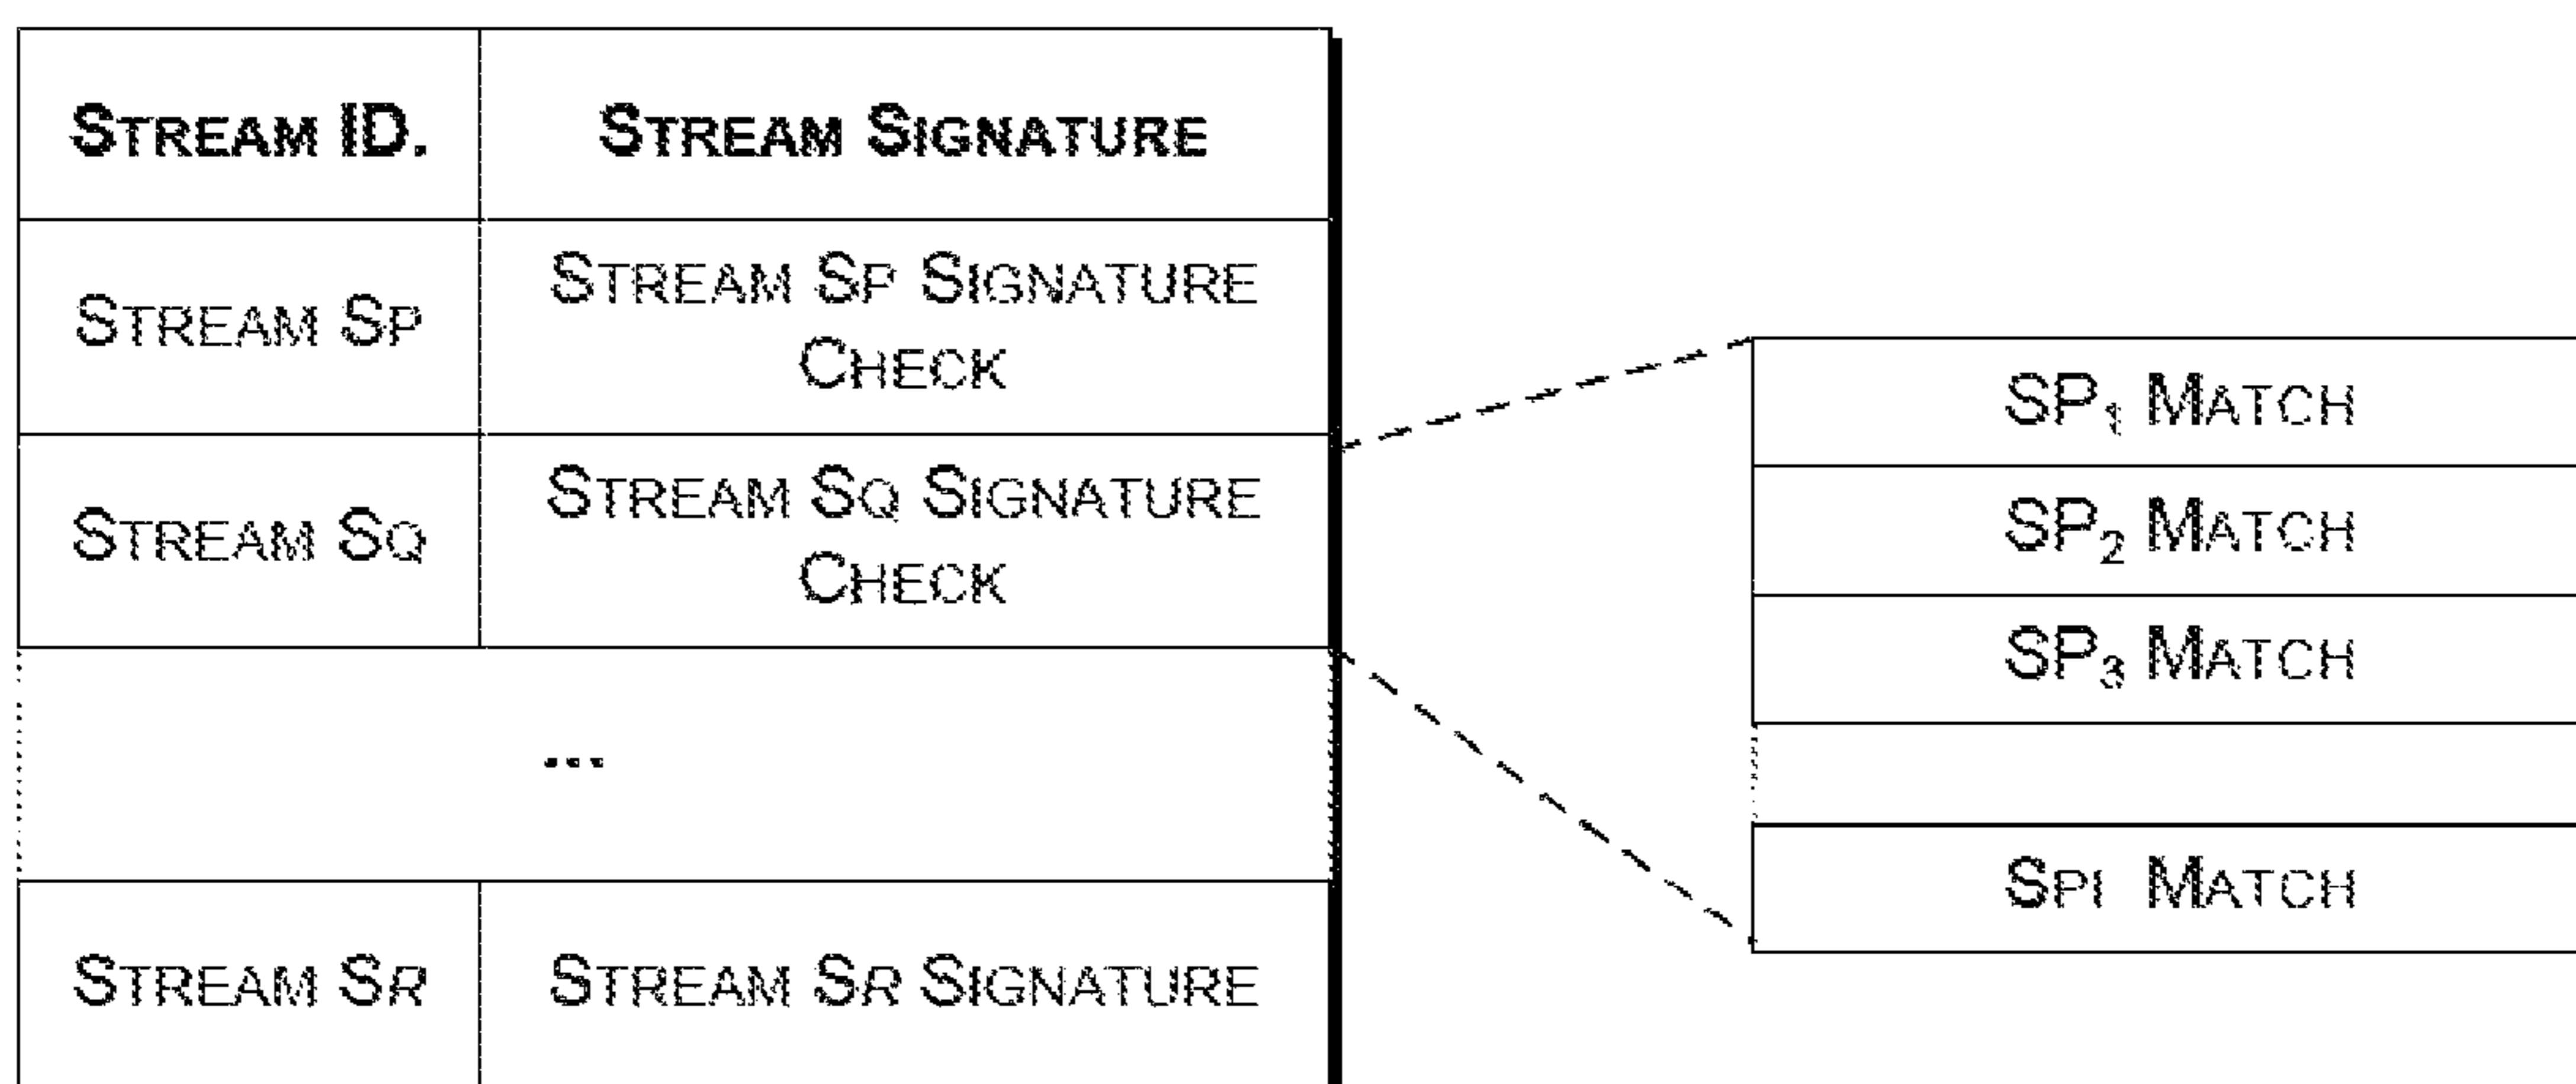 STREAM ID.
STREAM SIGNATURE
STREAM SP
STREAM SP SIGNATURE
CHECK
STREAM SQ
STREAM SQ SIGNATURE
CHECK
...
STREAM SR
STREAM SR SIGNATURE
SP₁ MATCH
SP₂ MATCH
SP₃ MATCH
SPI MATCH